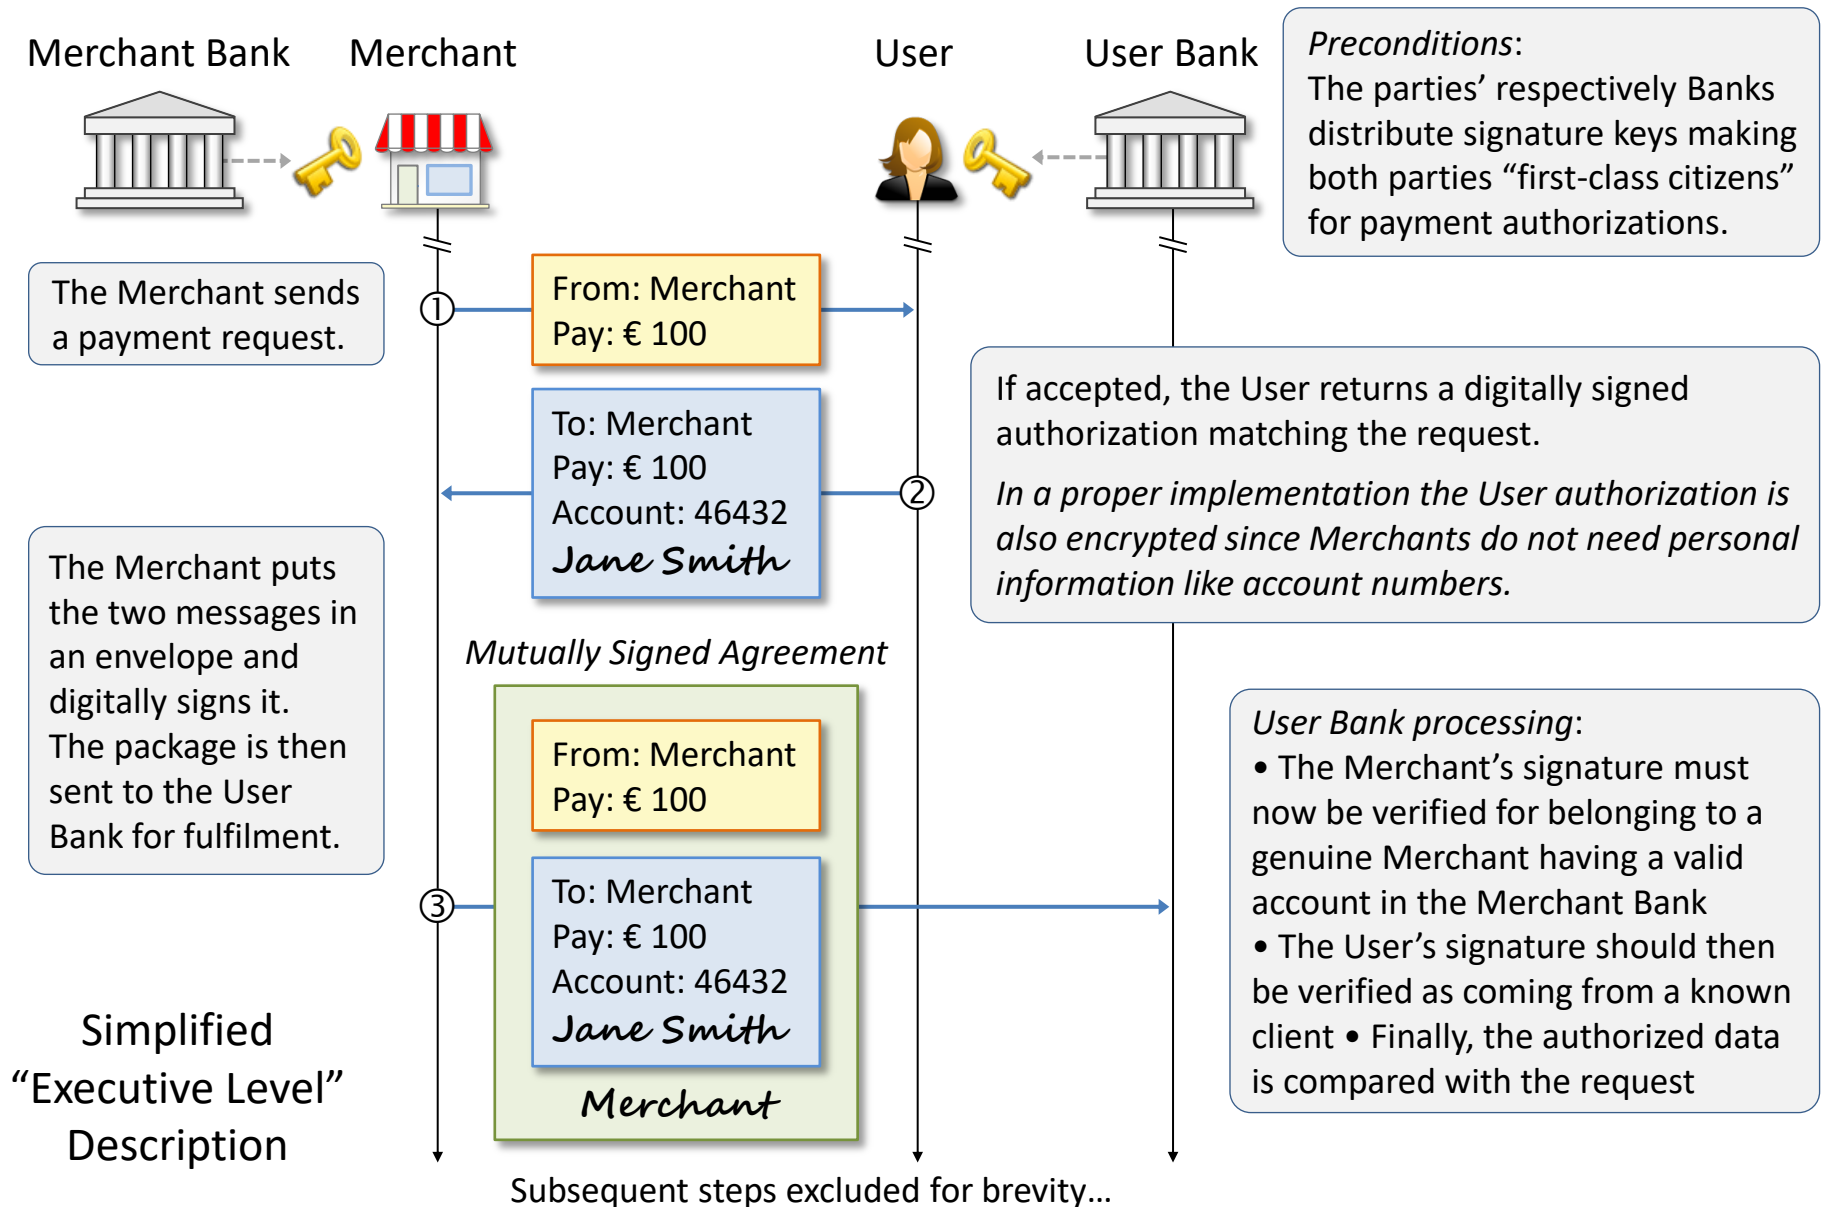 Merchant Bank
Merchant
User
User Bank
Preconditions:
The parties’ respectively Banks
distribute signature keys making
both parties “first-class citizens”
for payment authorizations.
The Merchant sends
a payment request.
①
From: Merchant
Pay: € 100
To: Merchant
Pay: € 100
Account: 46432
Jane Smith
②
If accepted, the User returns a digitally signed
authorization matching the request.
In a proper implementation the User authorization is
also encrypted since Merchants do not need personal
information like account numbers.
The Merchant puts
the two messages in
an envelope and
digitally signs it.
The package is then
sent to the User
Bank for fulfilment.
Mutually Signed Agreement
③
From: Merchant
Pay: € 100
To: Merchant
Pay: € 100
Account: 46432
Jane Smith
Merchant
User Bank processing:
• The Merchant’s signature must
now be verified for belonging to a
genuine Merchant having a valid
account in the Merchant Bank
• The User’s signature should then
be verified as coming from a known
client • Finally, the authorized data
is compared with the request
Simplified
“Executive Level”
Description
Subsequent steps excluded for brevity…